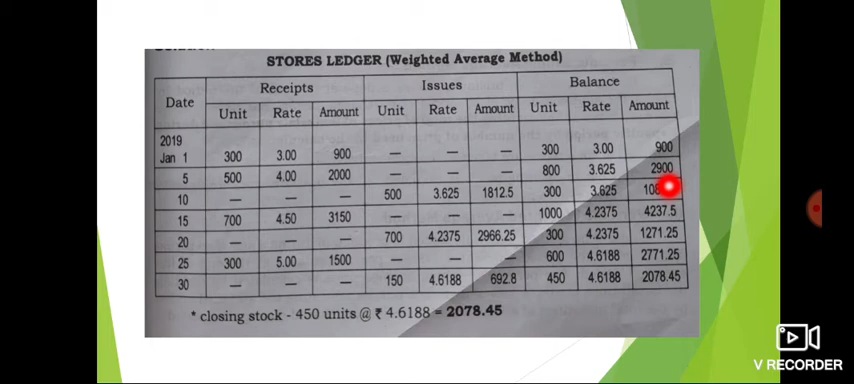 STORES LEDGER (Weighted Average Method)
Date Receipts Issues Balance
Unit Rate Amount Unit Rate Amount Unit Rate Amount
2019
Jan 1 300 3.00 900 — — — 300 3.00 900
5 500 4.00 2000 — — — 800 3.625 2900
10 — — — 500 3.625 1812.5 300 3.625
15 700 4.50 3150 — — — 1000 4.2375 4237.5
20 — — — 700 4.2375 2966.25 300 4.2375 1271.25
25 300 5.00 1500 — — — 600 4.6188 2771.25
30 — — — 150 4.6188 692.8 450 4.6188 2078.45
* closing stock - 450 units @ ₹ 4.6188 = 2078.45
V RECORDER